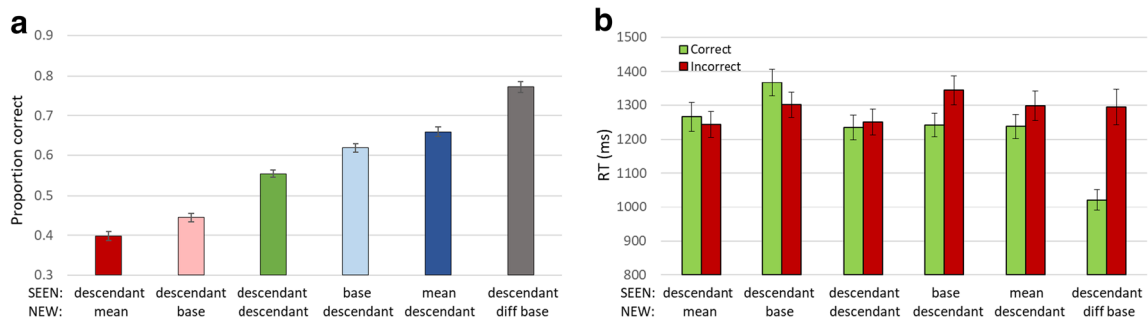 a
0.9
0.8
0.7
0.6
0.5
0.4
0.3
Proportion correct
SEEN: descendant descendant descendant base mean descendant
NEW: mean base descendant descendant descendant diff base
b
1500
1400
1300
1200
1100
1000
900
800
RT (ms)
Correct
Incorrect
SEEN: descendant descendant descendant base mean descendant
NEW: mean base descendant descendant descendant diff base